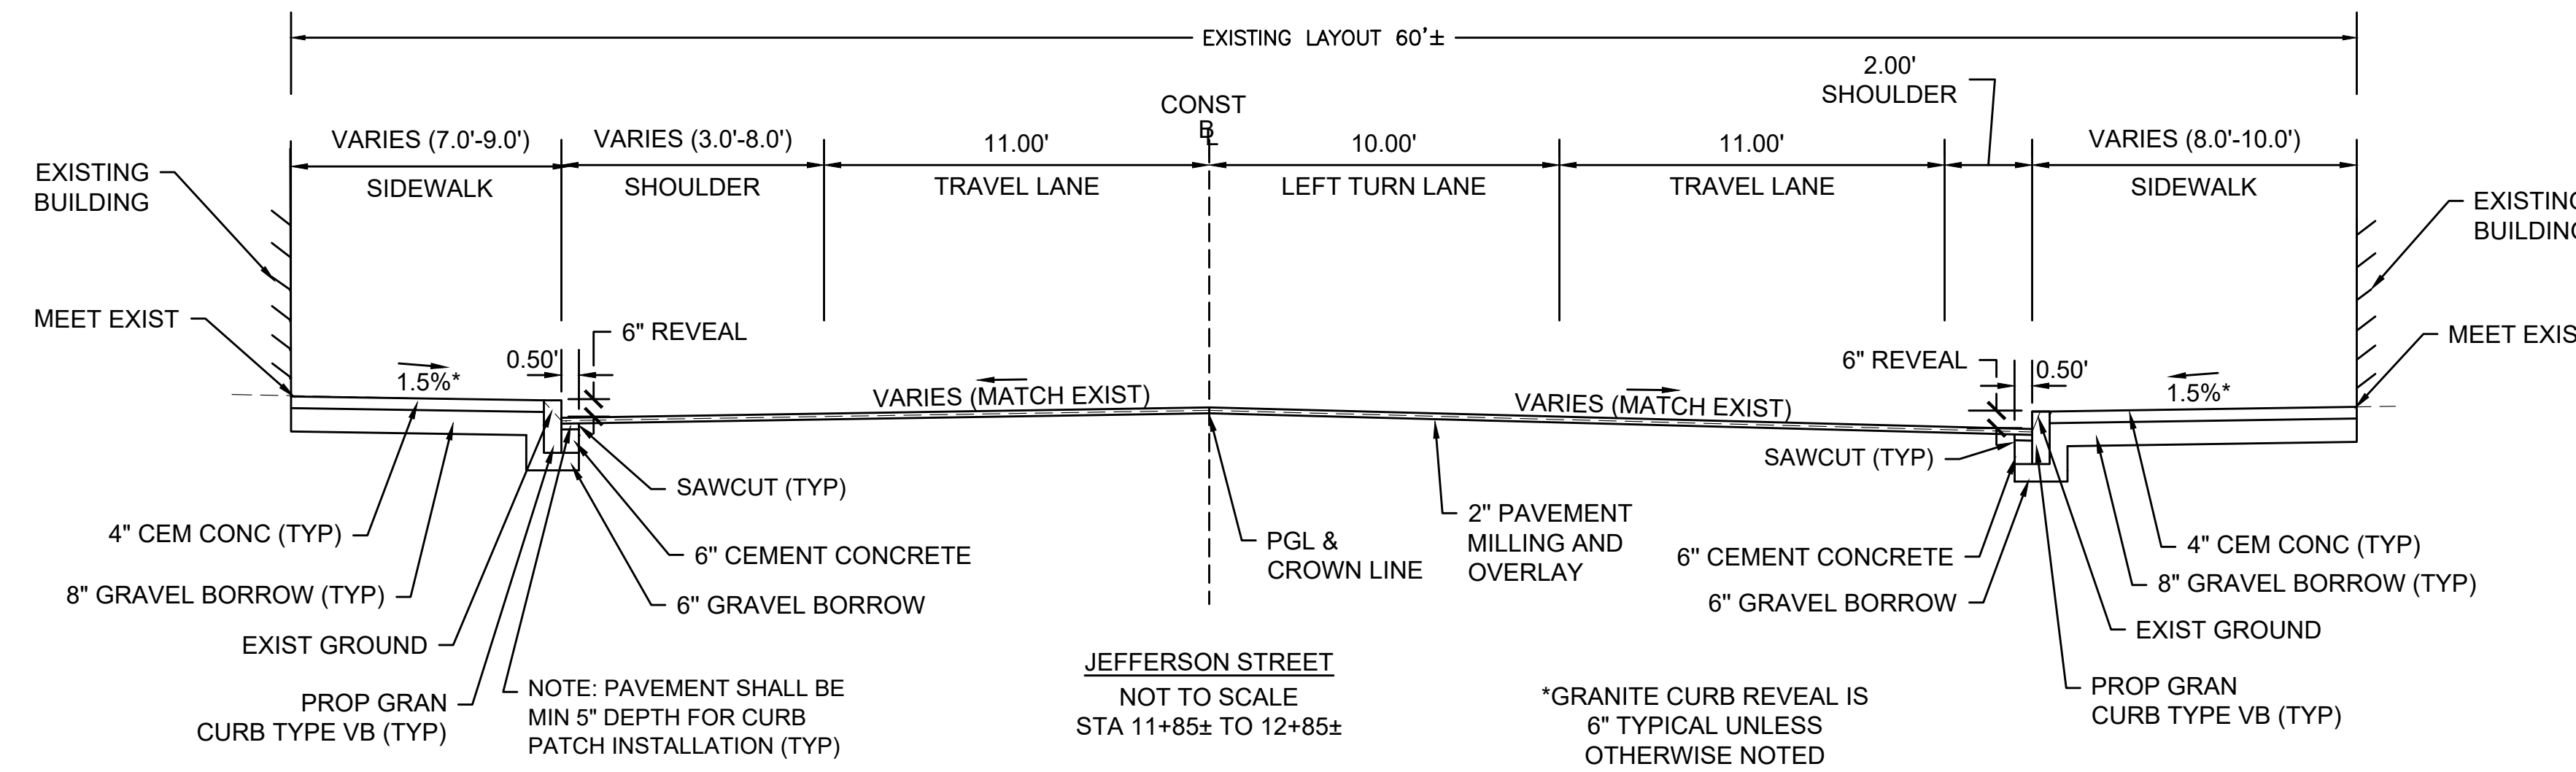 EXISTING LAYOUT 60'±
2.00'
SHOULDER
CONST
BL
VARIES (7.0'-9.0')
VARIES (3.0'-8.0')
11.00'
10.00'
11.00'
VARIES (8.0'-10.0')
SIDEWALK
SHOULDER
TRAVEL LANE
LEFT TURN LANE
TRAVEL LANE
SIDEWALK
EXISTING
BUILDING
EXISTING
BUILDING
MEET EXIST
6" REVEAL
0.50'
1.5%*
VARIES (MATCH EXIST)
VARIES (MATCH EXIST)
6" REVEAL
0.50'
1.5%*
MEET EXIS
SAWCUT (TYP)
SAWCUT (TYP)
4" CEM CONC (TYP)
6" CEMENT CONCRETE
PGL &
CROWN LINE
2" PAVEMENT
MILLING AND
OVERLAY
6" CEMENT CONCRETE
4" CEM CONC (TYP)
8" GRAVEL BORROW (TYP)
6" GRAVEL BORROW
6" GRAVEL BORROW
8" GRAVEL BORROW (TYP)
EXIST GROUND
EXIST GROUND
PROP GRAN
CURB TYPE VB (TYP)
NOTE: PAVEMENT SHALL BE
MIN 5" DEPTH FOR CURB
PATCH INSTALLATION (TYP)
JEFFERSON STREET
NOT TO SCALE
STA 11+85± TO 12+85±
*GRANITE CURB REVEAL IS
6" TYPICAL UNLESS
OTHERWISE NOTED
PROP GRAN
CURB TYPE VB (TYP)